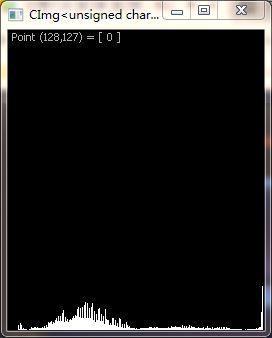 CImg<unsigned char...
Point (128,127) = [ 0 ]